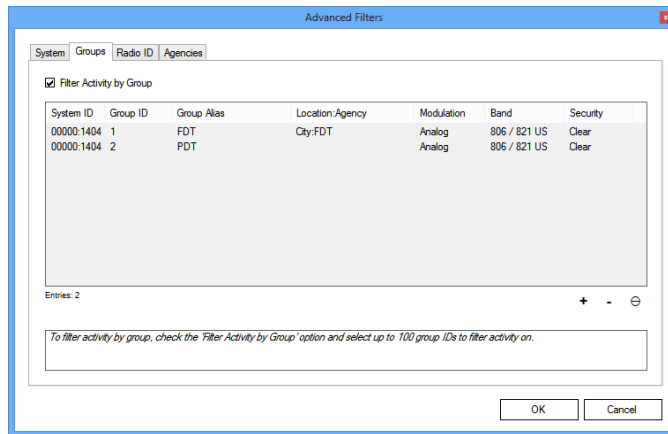 Advanced Filters
x
System Groups Radio ID Agencies
Filter Activity by Group
System ID Group ID Group Alias Location:Agency Modulation Band Security
00000:1404 1 FDT City:FDT Analog 806 / 821 US Clear
00000:1404 2 PDT Analog 806 / 821 US Clear
Entries: 2
+ -
To filter activity by group, check the 'Filter Activity by Group' option and select up to 100 group IDs to filter activity on.
OK Cancel